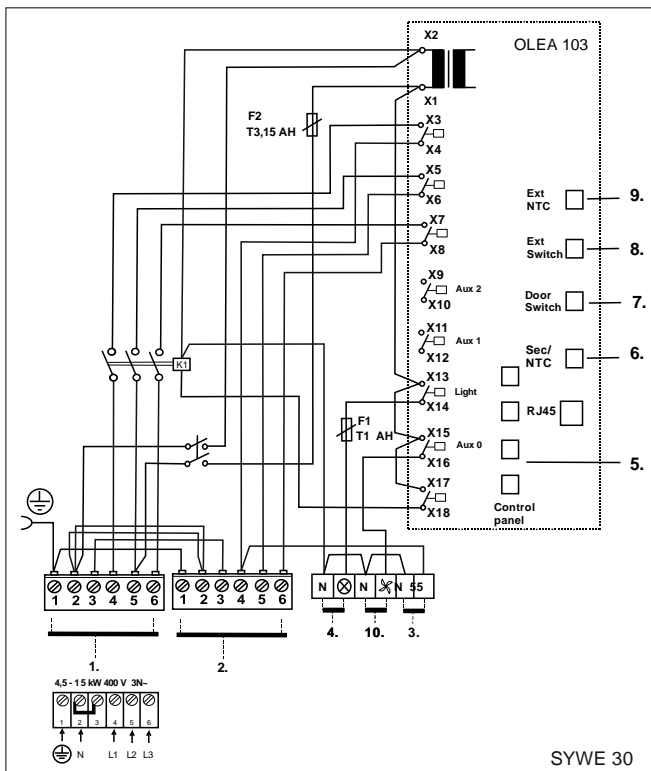 X2
OLEA 103
X1
F2
T3,15 AH
X3
X4
X5
X6
Ext
NTC
9.
X7
X8
Ext
Switch
8.
X9
Aux 2
X10
Door
Switch
7.
X11
Aux 1
X12
Sec/
NTC
6.
K1
X13
Light
X14
RJ45
F1
T1 AH
X15
Aux 0
X16
5.
X17
X18
Control
panel
1 2 3 4 5 6
1 2 3 4 5 6
N N N 55
4. 10. 3.
1.
2.
4,5 - 15 kW 400 V 3N~
1 2 3 4 5 6
N L1 L2 L3
SYWE 30